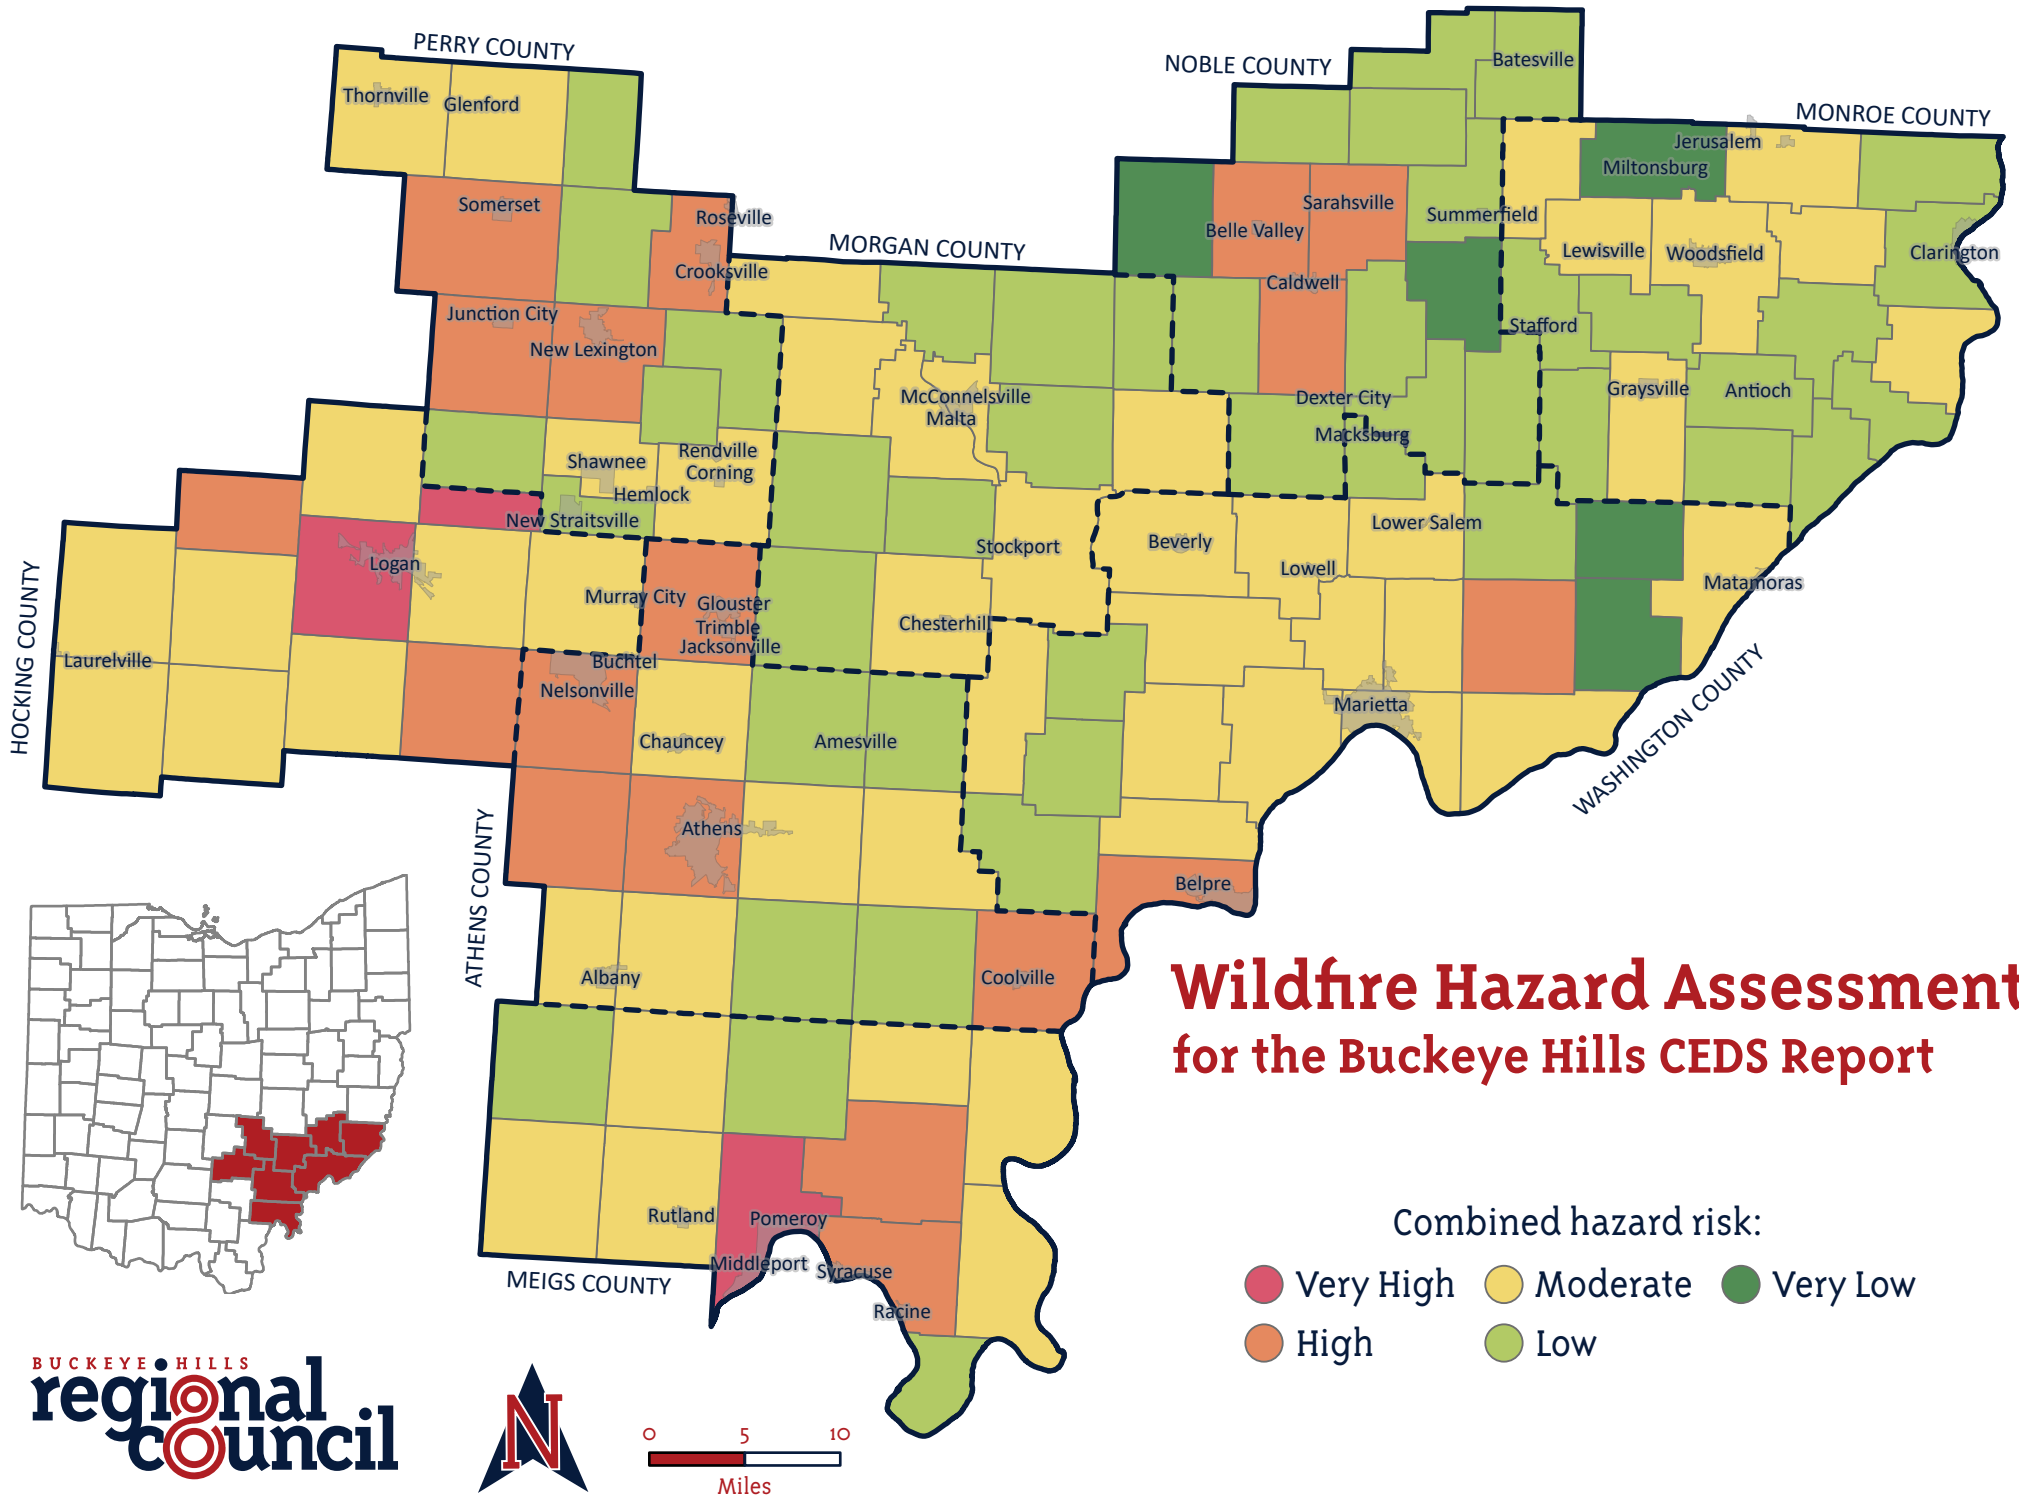 PERRY COUNTY
NOBLE COUNTY
MONROE COUNTY
MORGAN COUNTY
HOCKING COUNTY
ATHENS COUNTY
WASHINGTON COUNTY
MEIGS COUNTY
Batesville
Thornville
Glenford
Jerusalem
Miltonsburg
Somerset
Roseville
Sarahsville
Summerfield
Belle Valley
Lewisville
Woodsfield
Clarington
Crooksville
Caldwell
Junction City
Stafford
New Lexington
McConnelsville
Malta
Dexter City
Graysville
Antioch
Macksburg
Rendville
Shawnee
Corning
Hemlock
New Straitsville
Lower Salem
Stockport
Beverly
Logan
Lowell
Matamoras
Murray City
Glouster
Trimble
Jacksonville
Chesterhill
Laurelville
Buchtel
Nelsonville
Marietta
Chauncey
Amesville
Athens
Belpre
Albany
Coolville
Rutland
Pomeroy
Middleport
Syracuse
Racine
Wildfire Hazard Assessment
for the Buckeye Hills CEDS Report
Combined hazard risk:
Very High
Moderate
Very Low
High
Low
BUCKEYE HILLS
regional
council
N
0 5 10
Miles